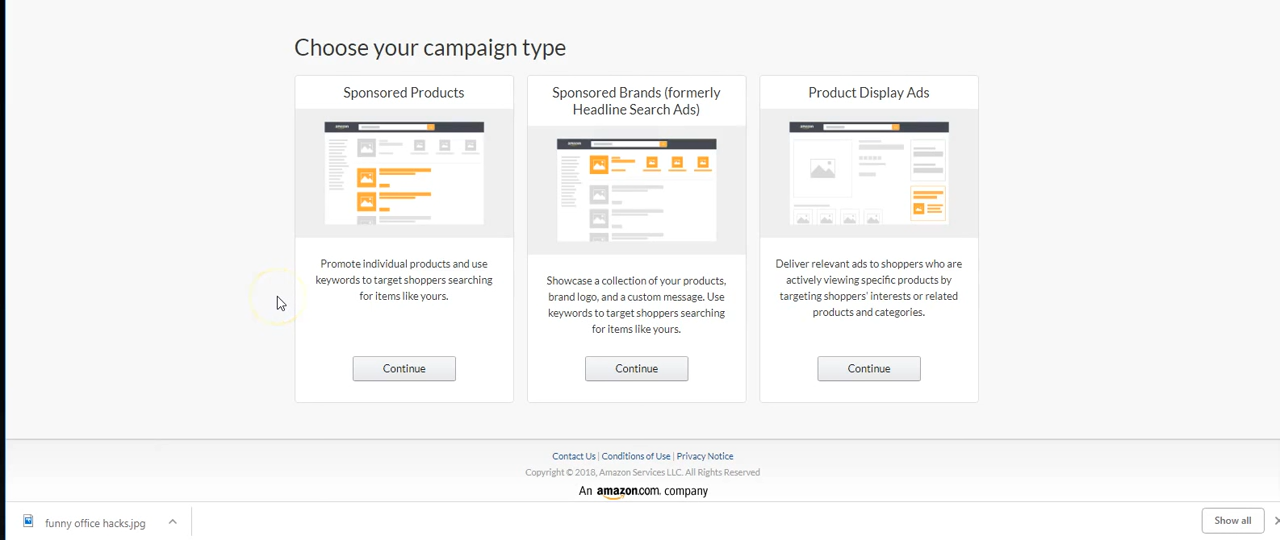 Choose your campaign type
Sponsored Products
Promote individual products and use
keywords to target shoppers searching
for items like yours.
Continue
Sponsored Brands (formerly
Headline Search Ads)
Showcase a collection of your products,
brand logo, and a custom message. Use
keywords to target shoppers searching
for items like yours.
Continue
Product Display Ads
Deliver relevant ads to shoppers who are
actively viewing specific products by
targeting shoppers' interests or related
products and categories.
Continue
Contact Us | Conditions of Use | Privacy Notice
Copyright © 2018, Amazon Services LLC. All Rights Reserved
An amazon.com. company
funny office hacks.jpg
Show all